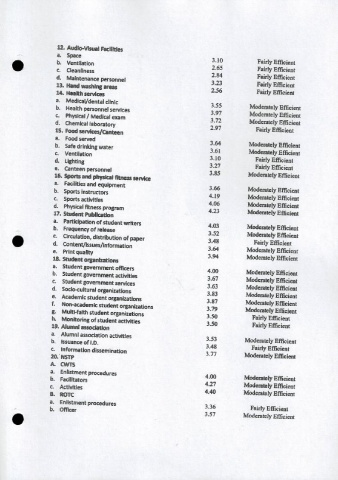 12. Audio-Visual Facilities
a. Space 3.10 Fairly Efficient
b. Ventilation 2.65 Fairly Efficient
c. Cleanliness 2.84 Fairly Efficient
d. Maintenance personnel 3.23 Fairly Efficient
13. Hand washing areas 2.56 Fairly Efficient
14. Health services
a. Medical/dental clinic 3.55 Moderately Efficient
b. Health personnel services 3.97 Moderately Efficient
c. Physical / Medical exam 3.72 Moderately Efficient
d. Chemical laboratory 2.97 Fairly Efficient
15. Food services/Canteen
a. Food served 3.64 Moderately Efficient
b. Safe drinking water 3.61 Moderately Efficient
c. Ventilation 3.10 Fairly Efficient
d. Lighting 3.27 Fairly Efficient
e. Canteen personnel 3.85 Moderately Efficient
16. Sports and physical fitness service
a. Facilities and equipment 3.66 Moderately Efficient
b. Sports instructors 4.19 Moderately Efficient
c. Sports activities 4.06 Moderately Efficient
d. Physical fitness program 4.23 Moderately Efficient
17. Student Publication
a. Participation of student writers 4.03 Moderately Efficient
b. Frequency of release 3.52 Moderately Efficient
c. Circulation, distribution of paper 3.48 Fairly Efficient
d. Content/issues/information 3.64 Moderately Efficient
e. Print quality 3.94 Moderately Efficient
18. Student organizations
a. Student government officers 4.00 Moderately Efficient
b. Student government activities 3.67 Moderately Efficient
c. Student government services 3.63 Moderately Efficient
d. Socio-cultural organizations 3.83 Moderately Efficient
e. Academic student organizations 3.87 Moderately Efficient
f. Non-academic student organizations 3.79 Moderately Efficient
g. Multi-faith student organizations 3.50 Fairly Efficient
h. Monitoring of student activities 3.50 Fairly Efficient
19. Alumni association
a. Alumni association activities 3.53 Moderately Efficient
b. Issuance of I.D. 3.48 Fairly Efficient
c. Information dissemination 3.77 Moderately Efficient
20. NSTP
A. CWTS
a. Enlistment procedures 4.00 Moderately Efficient
b. Facilitators 4.27 Moderately Efficient
c. Activities 4.40 Moderately Efficient
B. ROTC
a. Enlistment procedures 3.36 Fairly Efficient
b. Officer 3.57 Moderately Efficient